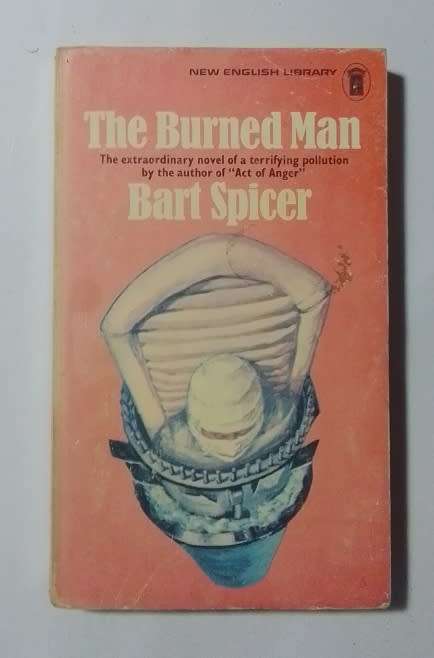 NEW ENGLISH LIBRARY
The Burned Man
The extraordinary novel of a terrifying pollution
by the author of "Act of Anger"
Bart Spicer